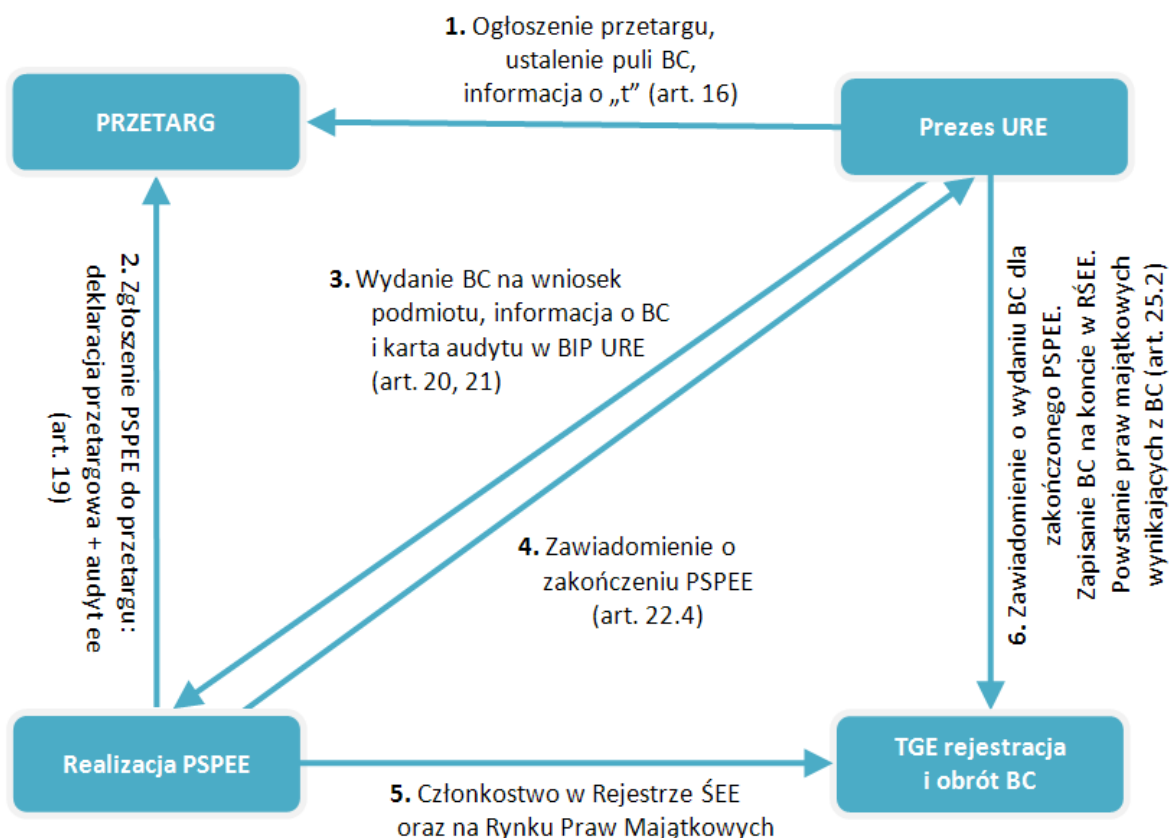 1. Ogłoszenie przetargu,
ustalenie puli BC,
informacja o „t” (art. 16)
PRZETARG
Prezes URE
2. Zgłoszenie PSPEE do przetargu:
deklaracja przetargowa + audyt ee
(art. 19)
3. Wydanie BC na wniosek
podmiotu, informacja o BC
i karta audytu w BIP URE
(art. 20, 21)
4. Zawiadomienie o
zakończeniu PSPEE
(art. 22.4)
6. Zawiadomienie o wydaniu BC dla
zakończonego PSPEE.
Zapisanie BC na koncie w RŚEE.
Powstanie praw majątkowych
wynikających z BC (art. 25.2)
Realizacja PSPEE
TGE rejestracja
i obrót BC
5. Członkostwo w Rejestrze ŚEE
oraz na Rynku Praw Majątkowych